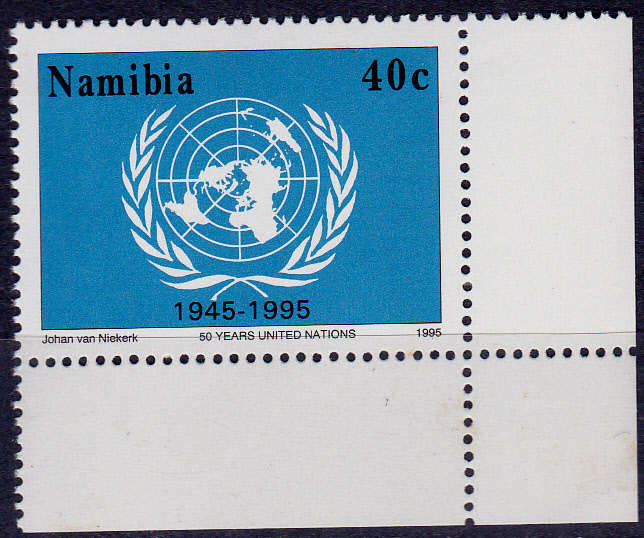 Namibia 40c
1945-1995
Johan van Niekerk 50 YEARS UNITED NATIONS 1995